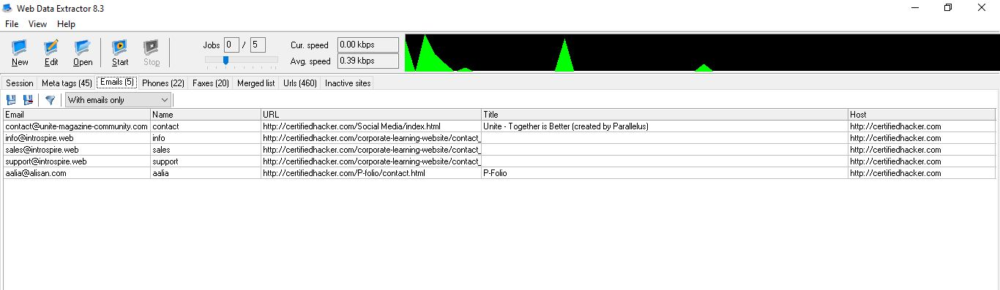 Web Data Extractor 8.3
File View Help
New Edit Open Start Stop Jobs 0 / 5 Cur. speed 0.00 kbps
Avg. speed 0.39 kbps
Session Meta tags (45) Emails (5) Phones (22) Faxes (20) Merged list Urls (460) Inactive sites
With emails only
Email Name URL Title Host
contact@unite-magazine-community.com contact http://certifiedhacker.com/Social Media/index.html Unite - Together is Better (created by Parallelus) http://certifiedhacker.com
info@introspire.web info http://certifiedhacker.com/corporate-learning-website/contact_ http://certifiedhacker.com
sales@introspire.web sales http://certifiedhacker.com/corporate-learning-website/contact_ http://certifiedhacker.com
support@introspire.web support http://certifiedhacker.com/corporate-learning-website/contact_ http://certifiedhacker.com
aalia@alisan.com aalia http://certifiedhacker.com/P-folio/contact.html P-Folio http://certifiedhacker.com